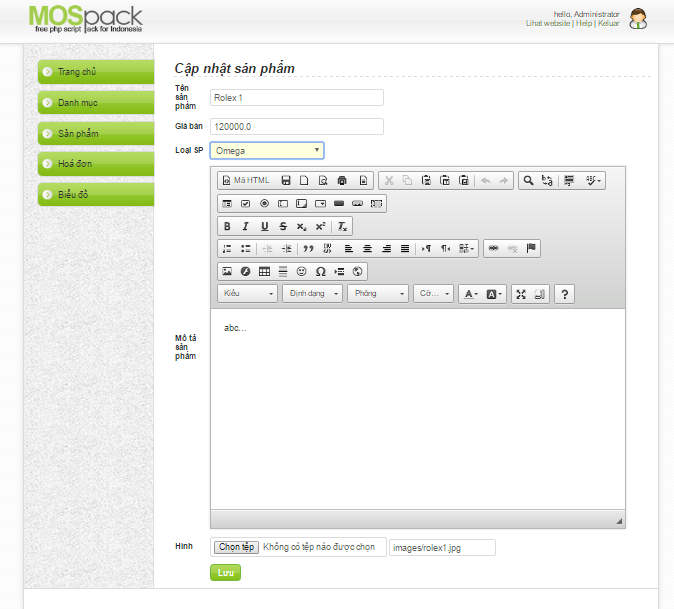 MOSpack
free php script pack for Indonesia
hello, Administrator
Lihat website | Help | Keluar
Trang chủ
Danh mục
Sản phẩm
Hoá đơn
Biểu đồ
Cập nhật sản phẩm
Tên sản phẩm
Rolex 1
Giá bán
120000.0
Loại SP
Omega
Mã HTML
Kiểu
Định dạng
Phông
Cỡ...
Mô tả sản phẩm
abc...
Hình
Chọn tệp
Không có tệp nào được chọn
images/rolex1.jpg
Lưu